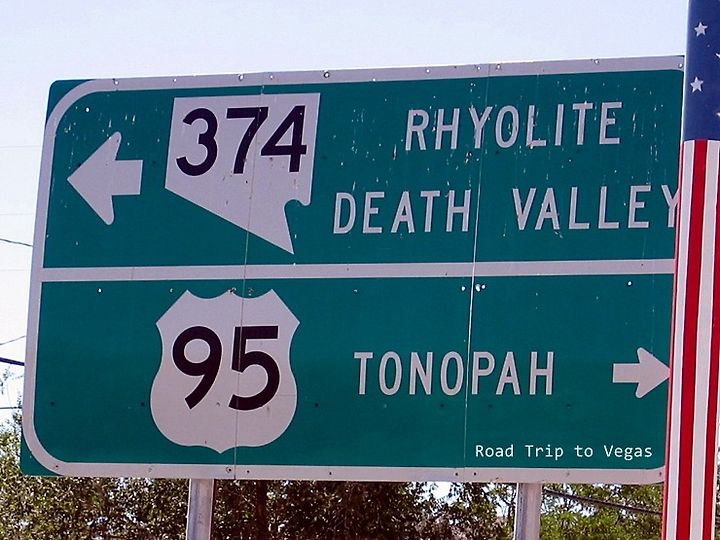 374 RHYOLITE
DEATH VALLEY
95 TONOPAH
Road Trip to Vegas